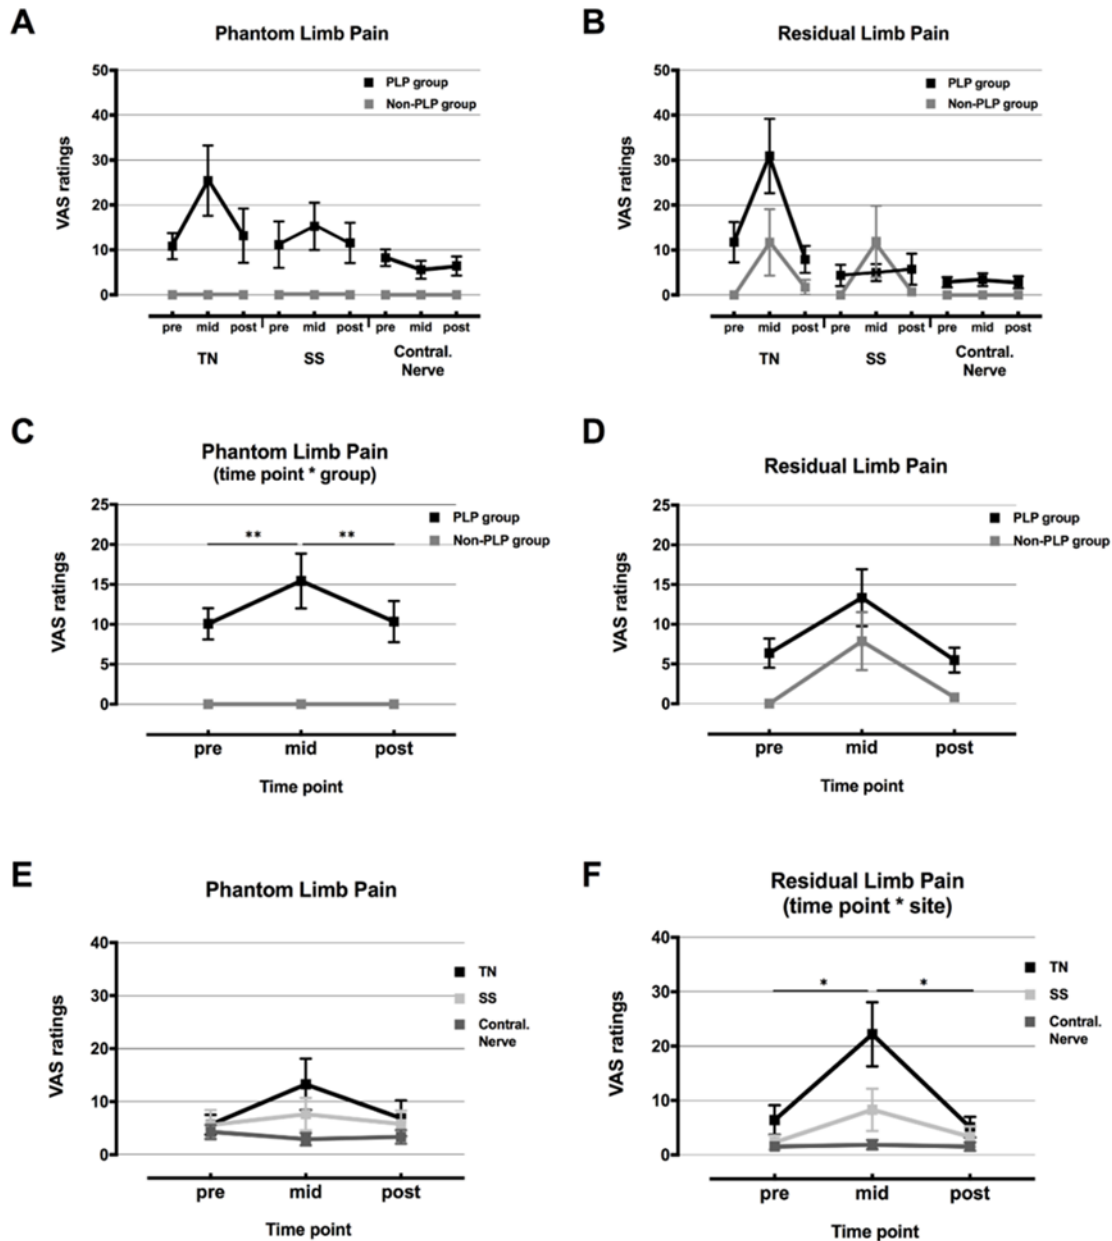 A
Phantom Limb Pain
PLP group
Non-PLP group
VAS ratings
50
40
30
20
10
0
pre mid post pre mid post pre mid post
TN SS Contral.
Nerve
B
Residual Limb Pain
PLP group
Non-PLP group
VAS ratings
50
40
30
20
10
0
pre mid post pre mid post pre mid post
TN SS Contral.
Nerve
C
Phantom Limb Pain
(time point * group)
PLP group
Non-PLP group
** **
VAS ratings
25
20
15
10
5
0
pre mid post
Time point
D
Residual Limb Pain
PLP group
Non-PLP group
VAS ratings
25
20
15
10
5
0
pre mid post
Time point
E
Phantom Limb Pain
TN
SS
Contral.
Nerve
VAS ratings
40
30
20
10
0
pre mid post
Time point
F
Residual Limb Pain
(time point * site)
TN
SS
Contral.
Nerve
* *
VAS ratings
40
30
20
10
0
pre mid post
Time point